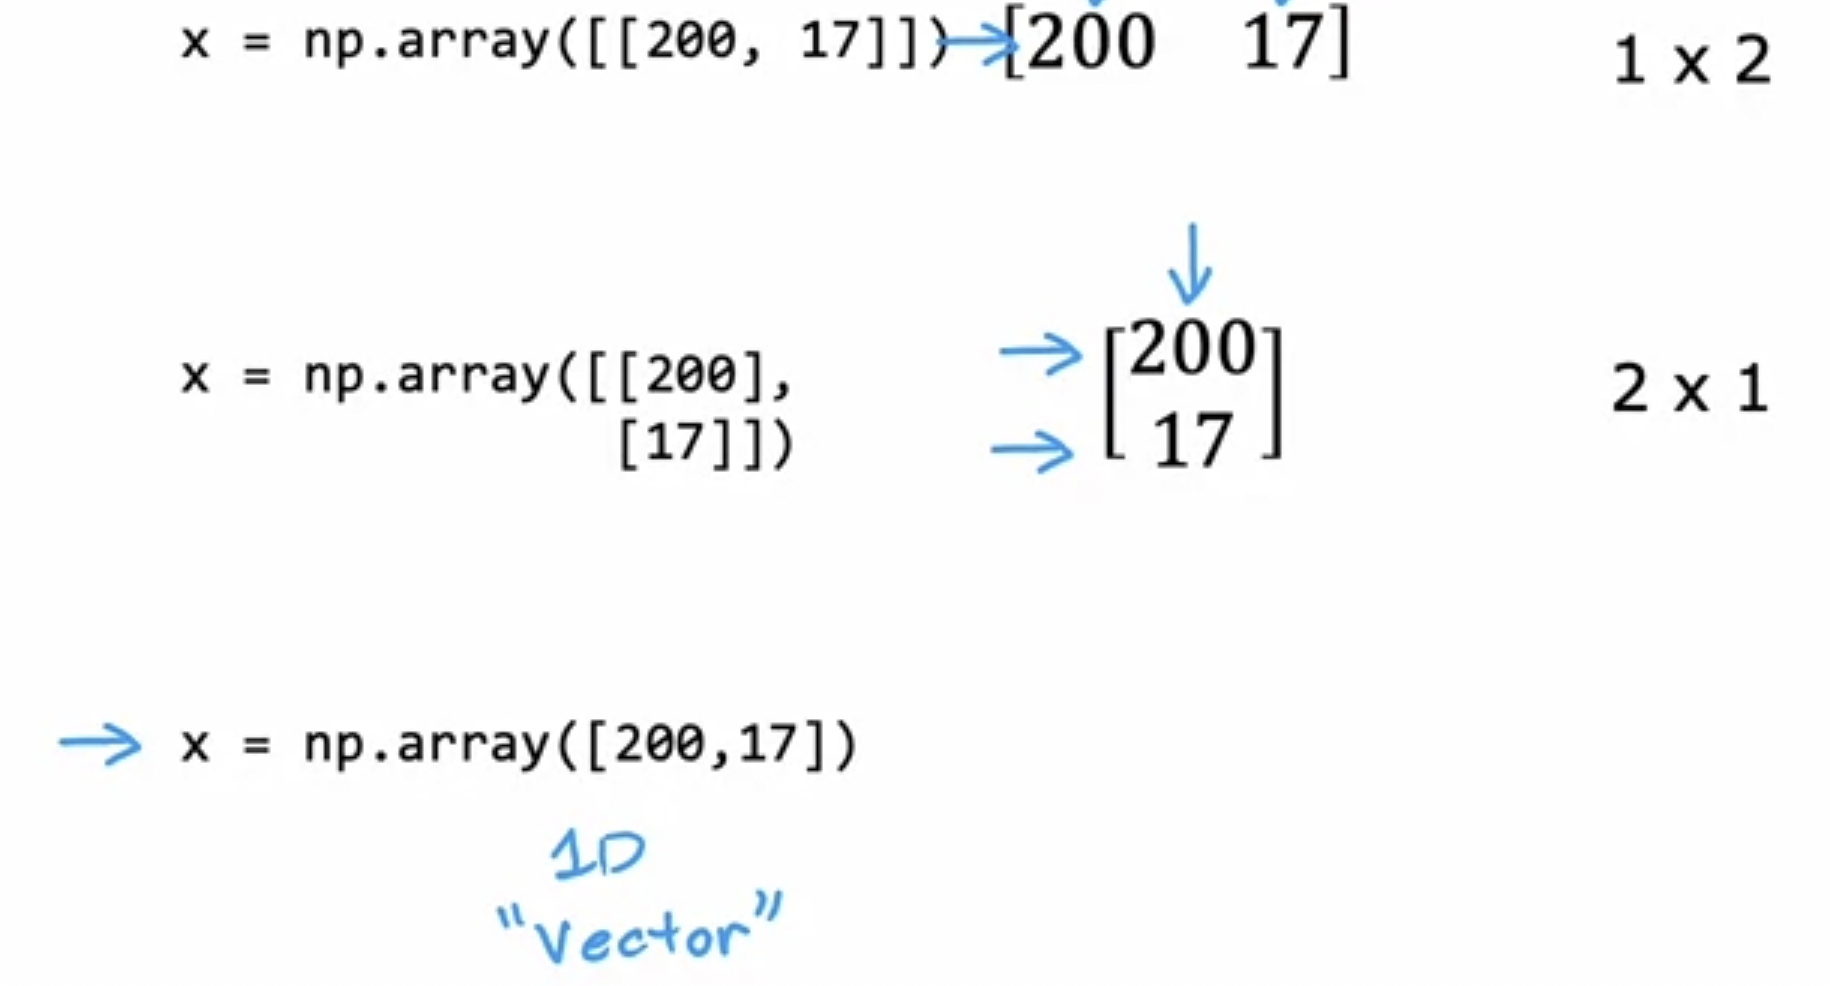 x = np.array([[200, 17]]) [200 17] 1 x 2
x = np.array([[200], [200 2 x 1
[17]]) 17]
x = np.array([200,17])
1D
"Vector"